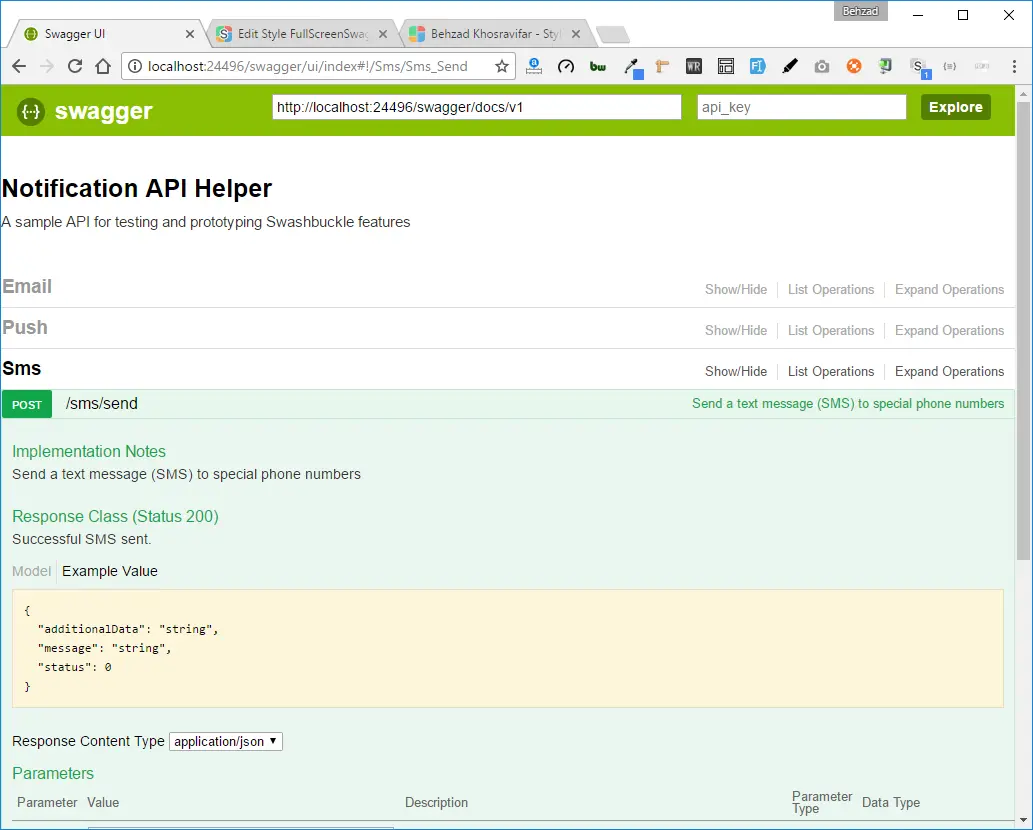 Behzad
Swagger UI
Edit Style FullScreenSwag
Behzad Khosravifar - Sty
localhost:24496/swagger/ui/index#!/Sms/Sms_Send
{··} swagger
http://localhost:24496/swagger/docs/v1
api_key
Explore
Notification API Helper
A sample API for testing and prototyping Swashbuckle features
Email
Show/Hide
List Operations
Expand Operations
Push
Show/Hide
List Operations
Expand Operations
Sms
Show/Hide
List Operations
Expand Operations
POST
/sms/send
Send a text message (SMS) to special phone numbers
Implementation Notes
Send a text message (SMS) to special phone numbers
Response Class (Status 200)
Successful SMS sent.
Model
Example Value
{
"additionalData": "string",
"message": "string",
"status": 0
}
Response Content Type application/json
Parameters
Parameter
Value
Description
Parameter
Type
Data Type